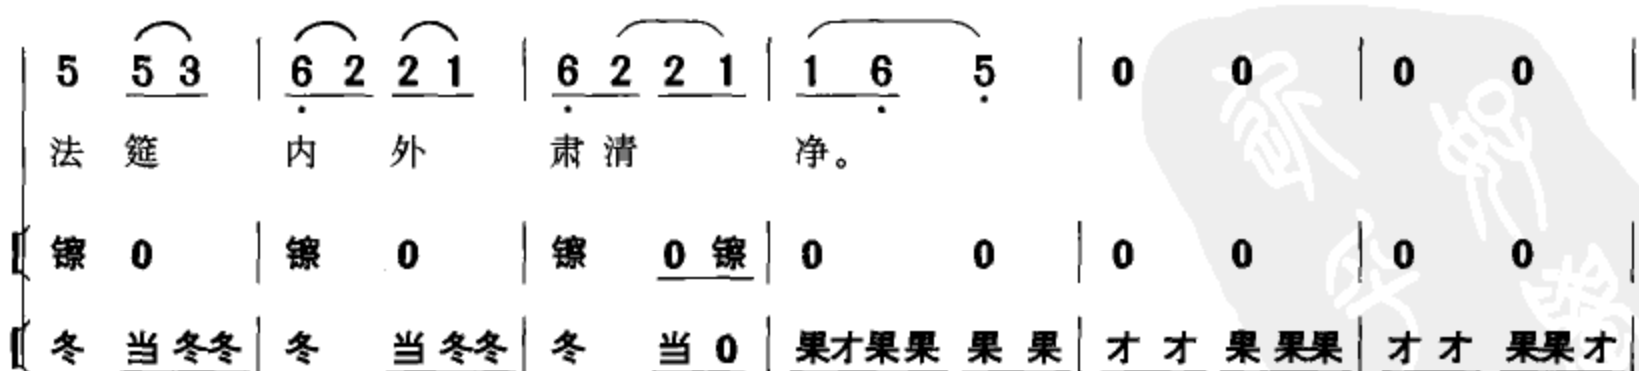 5 5 3 | 6 2 2 1 | 6 2 2 1 | 1 6 5 | 0 0 | 0 0 |
法 筵 内 外 肃 清 净。
镲 0 | 镲 0 | 镲 0 镲 | 0 0 | 0 0 | 0 0 |
冬 当 冬冬 | 冬 当 冬冬 | 冬 当 0 | 果才果果 果 果 | 才 才 果 果果 | 才 才 果果 才 |